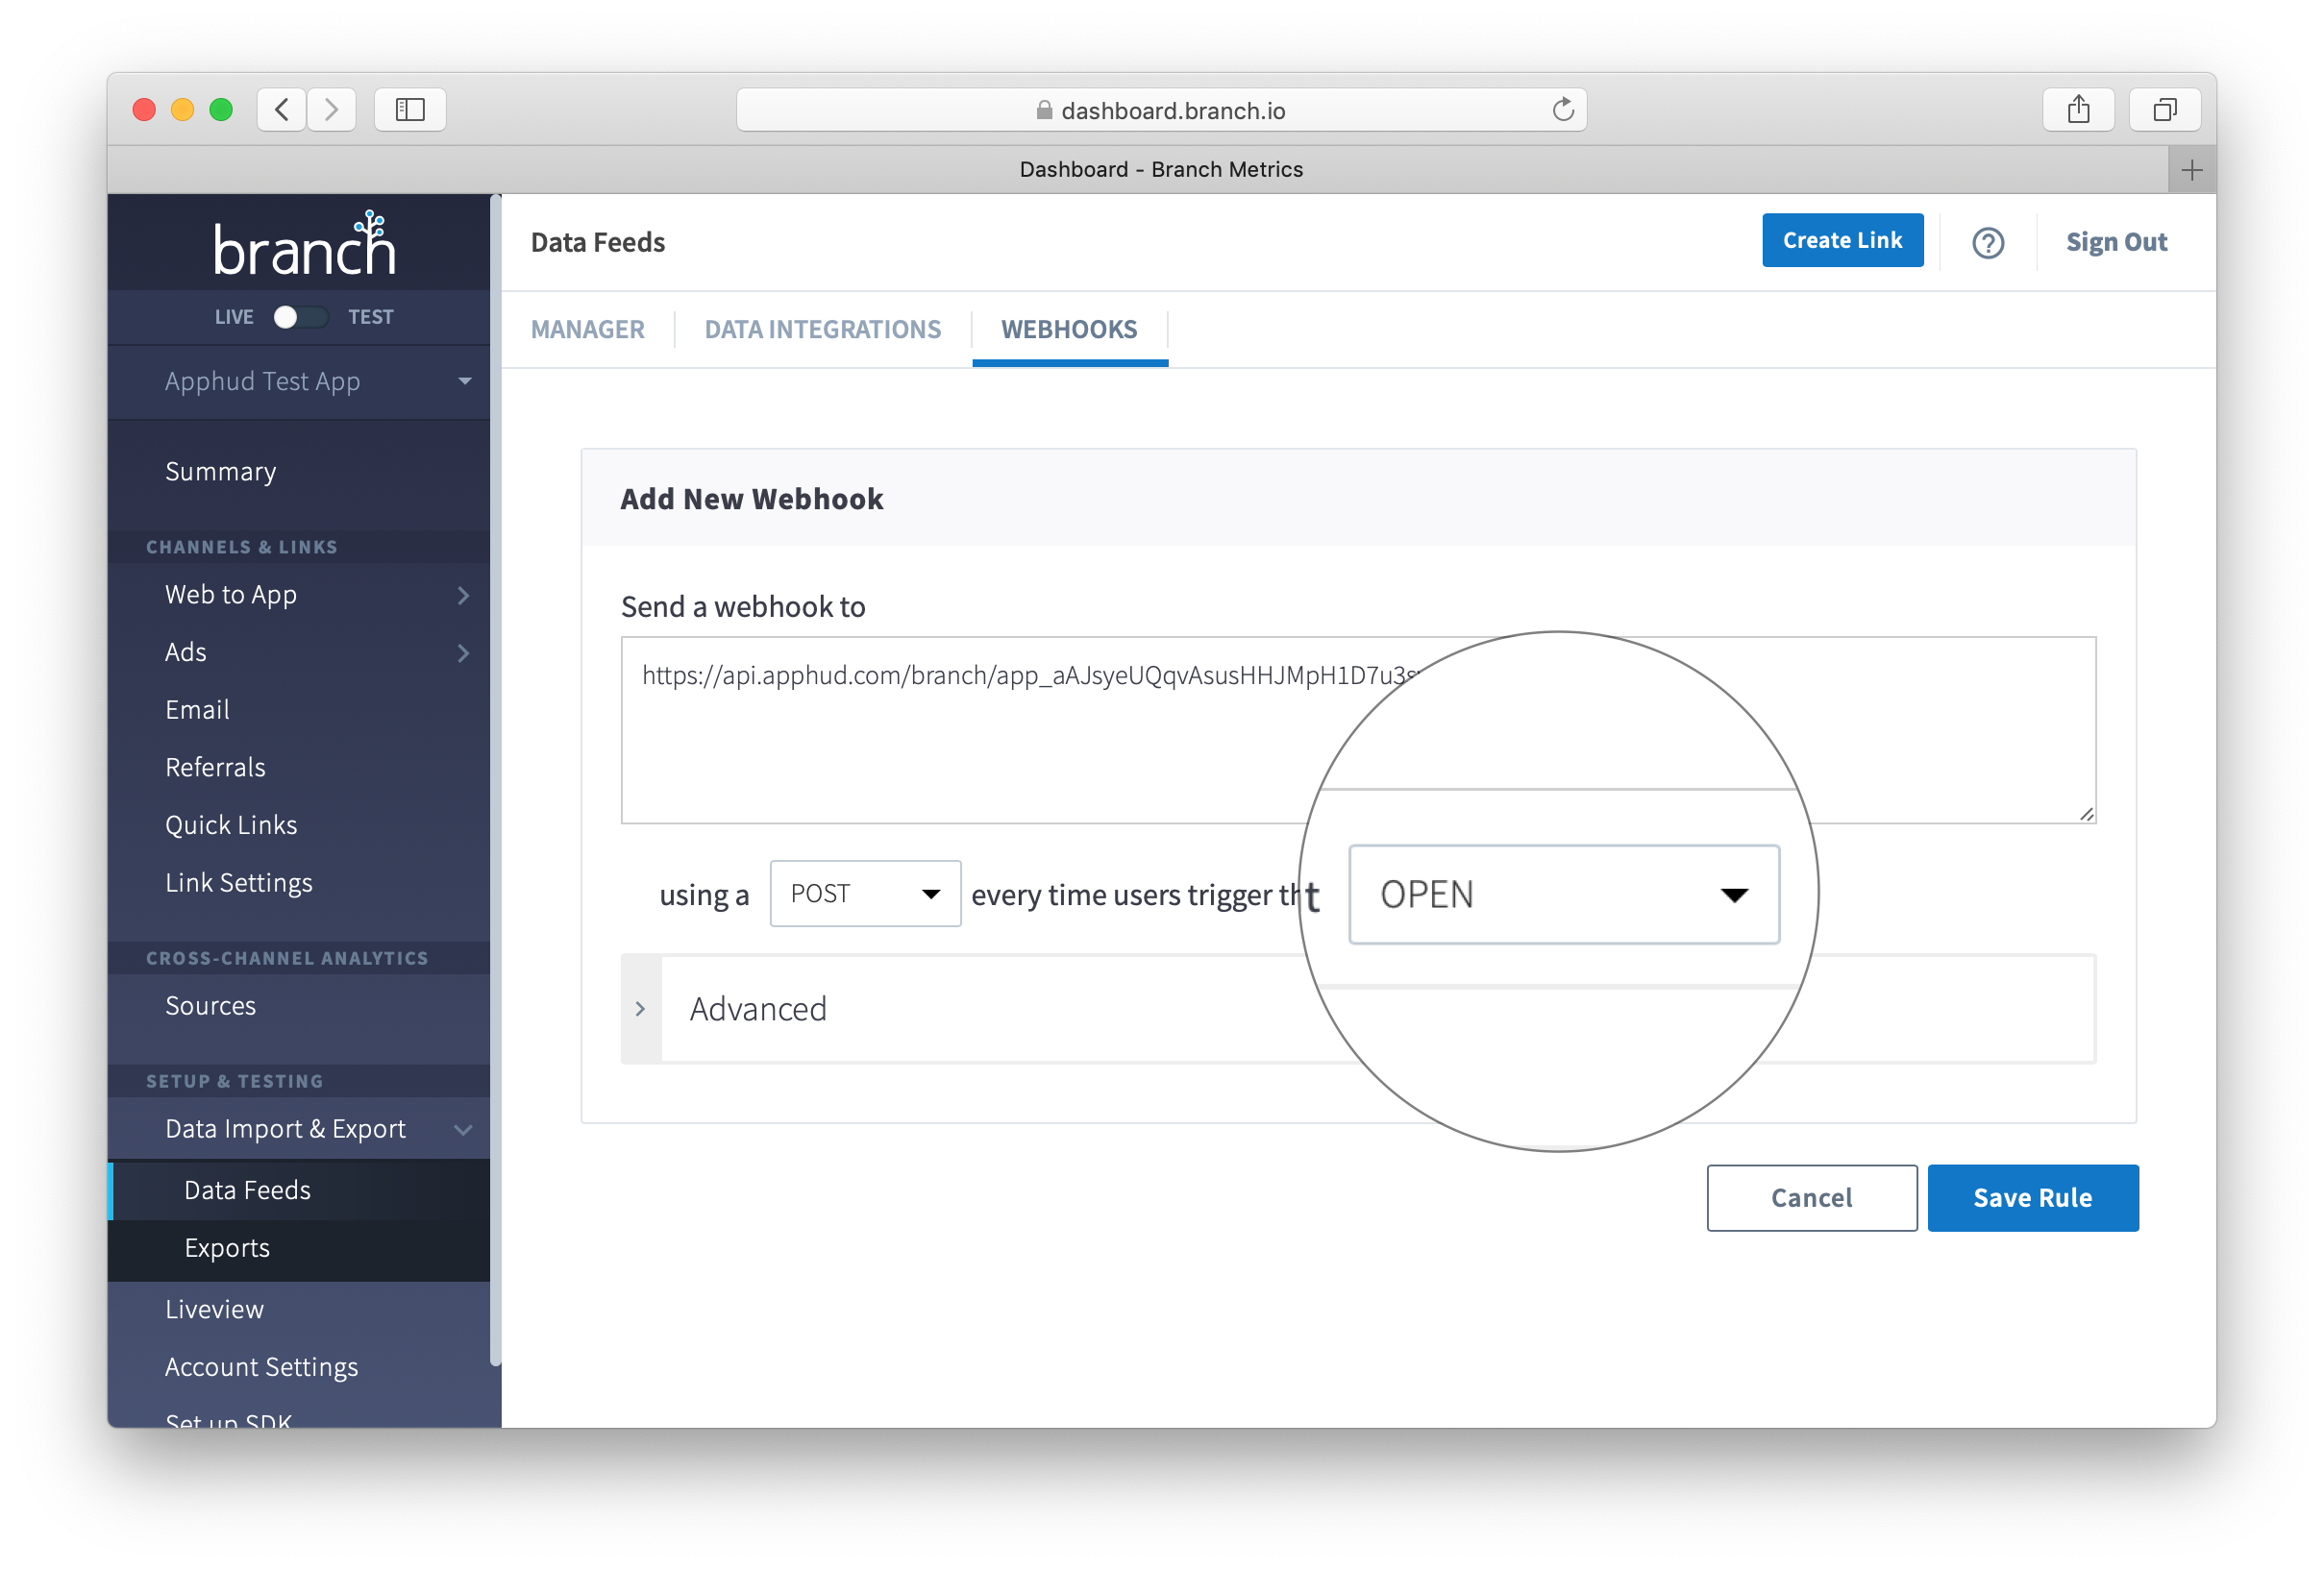 dashboard.branch.io
Dashboard - Branch Metrics
branch
LIVE TEST
Apphud Test App
Summary
CHANNELS & LINKS
Web to App
Ads
Email
Referrals
Quick Links
Link Settings
CROSS-CHANNEL ANALYTICS
Sources
SETUP & TESTING
Data Import & Export
Data Feeds
Exports
Liveview
Account Settings
Set up SDK
Data Feeds
Create Link
Sign Out
MANAGER DATA INTEGRATIONS WEBHOOKS
Add New Webhook
Send a webhook to
https://api.apphud.com/branch/app_aAJsyeUQqvAsusHHJMpH1D7u3s
using a POST every time users trigger th t OPEN
Advanced
Cancel Save Rule